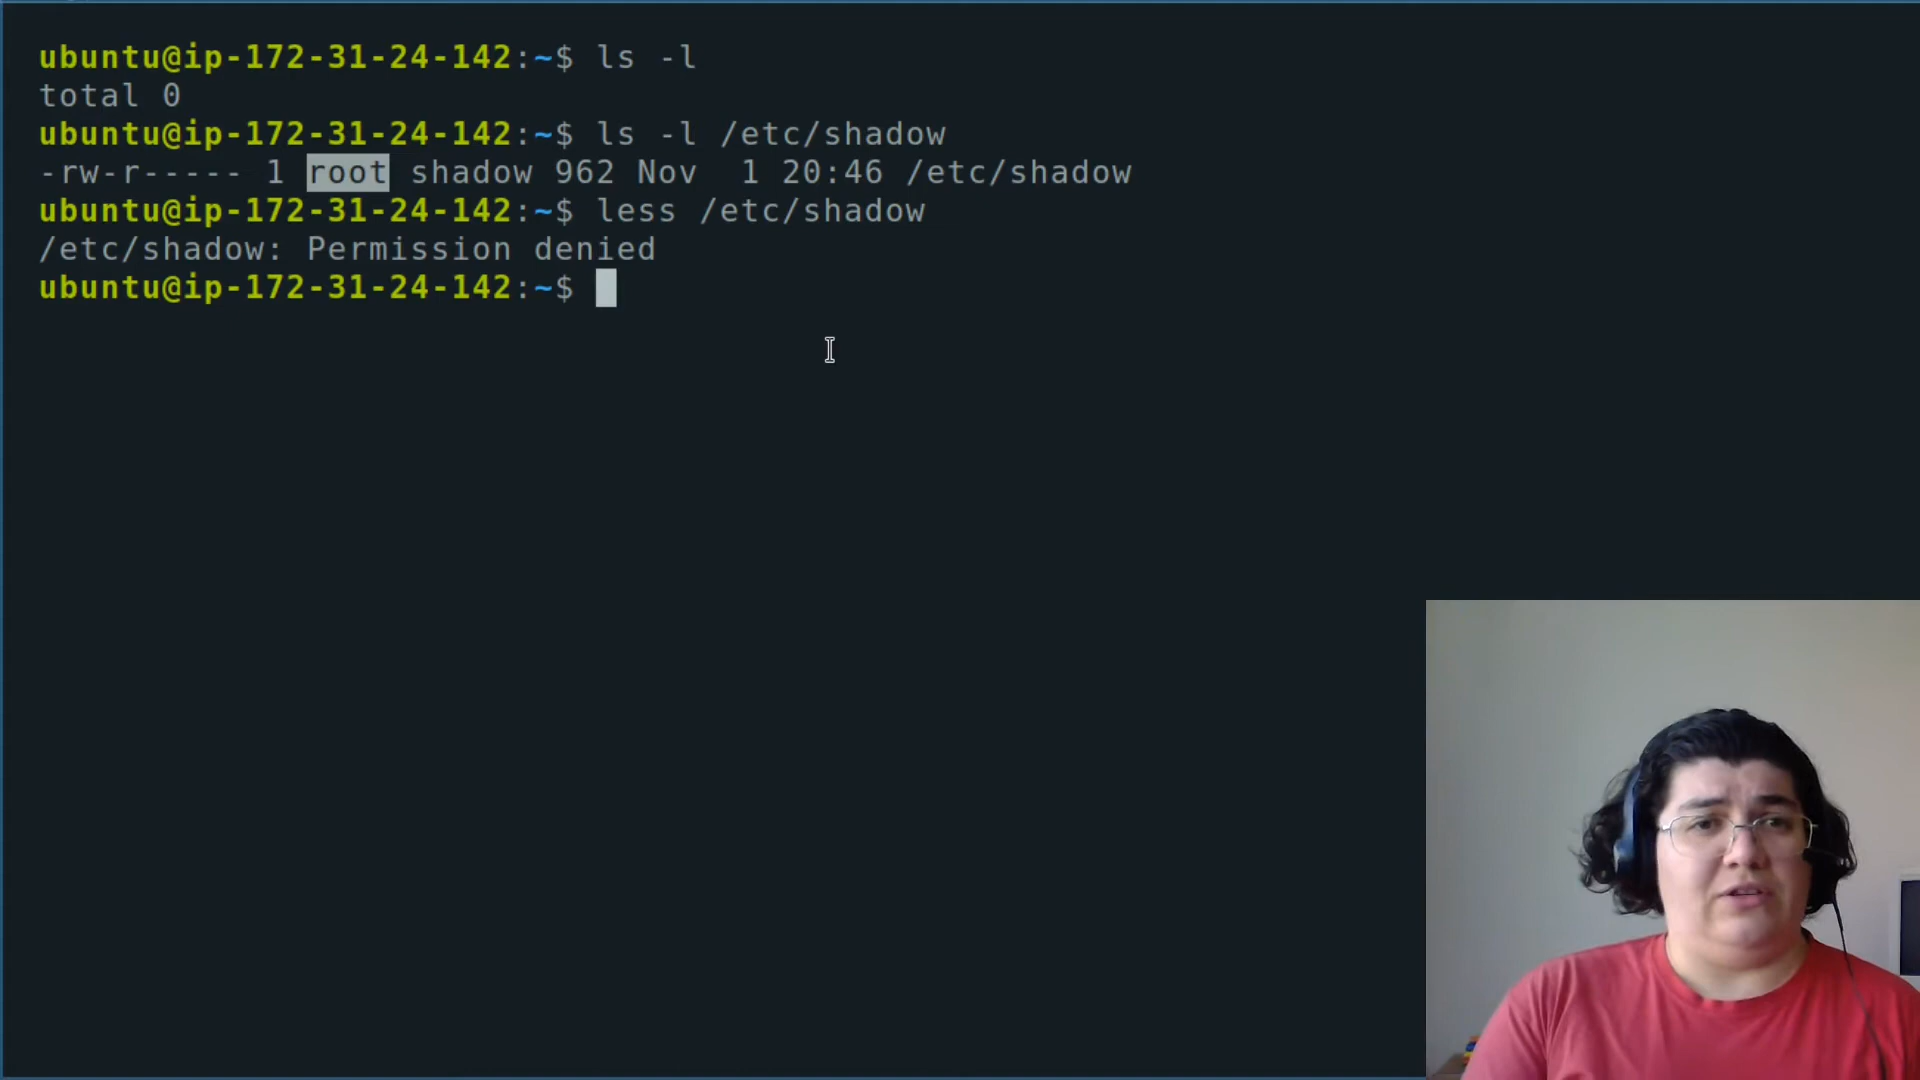 ubuntu@ip-172-31-24-142:~$ ls -l
total 0
ubuntu@ip-172-31-24-142:~$ ls -l /etc/shadow
-rw-r----- 1 root shadow 962 Nov  1 20:46 /etc/shadow
ubuntu@ip-172-31-24-142:~$ less /etc/shadow
/etc/shadow: Permission denied
ubuntu@ip-172-31-24-142:~$